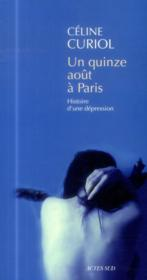 CÉLINE
CURIOL
Un quinze
août
à Paris
Histoire
d'une dépression
ACTES SUD